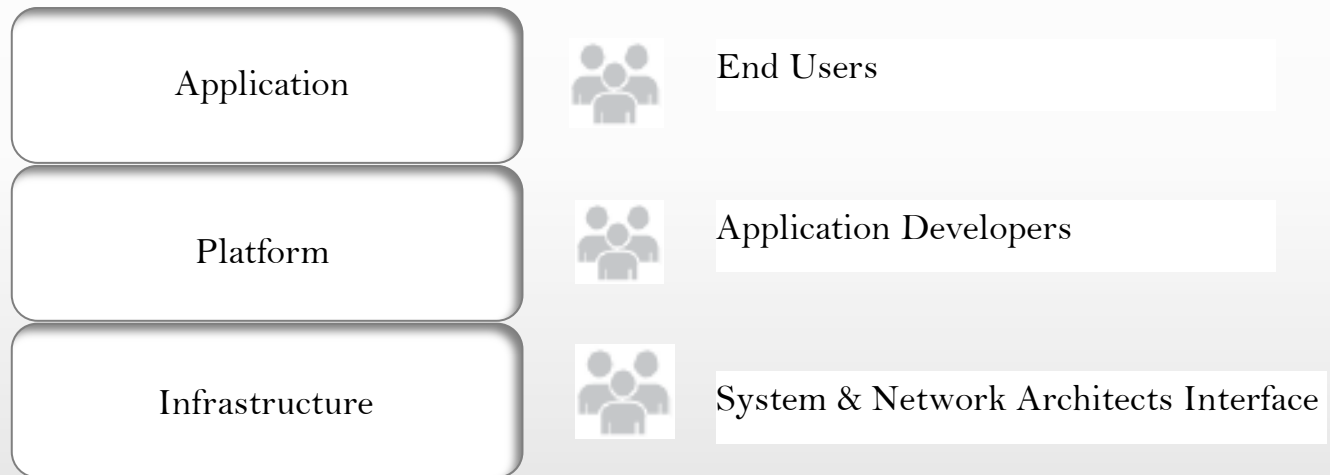 Application
End Users
Platform
Application Developers
Infrastructure
System & Network Architects Interface